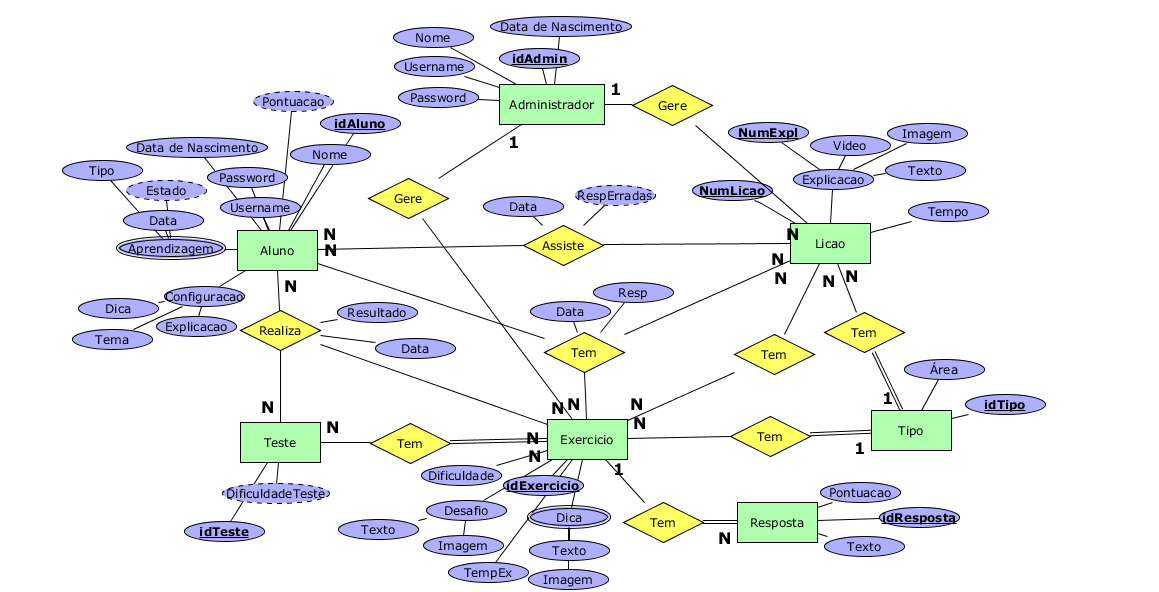 Data de Nascimento
Nome
idAdmin
Username
Password
Administrador
1
Gere
1
Pontuacao
idAluno
Data de Nascimento
Nome
Tipo
Password
Estado
Username
Data
Aprendizagem
Aluno
N
N
N
Gere
NumExpl
Imagem
Video
Texto
Explicacao
NumLicao
Tempo
Licao
N
N
N
N
N
Data
RespErradas
Assiste
Configuracao
Dica
Explicacao
Tema
Realiza
Resultado
Data
Resp
Data
Tem
Tem
Tem
Área
idTipo
1
Tipo
1
Tem
N
N
Teste
N
DificuldadeTeste
idTeste
Tem
N
N
N
N
N
N
Exercicio
1
Dificuldade
idExercicio
Desafio
Texto
Imagem
TempEx
Dica
Texto
Imagem
Tem
N
Resposta
Pontuacao
idResposta
Texto